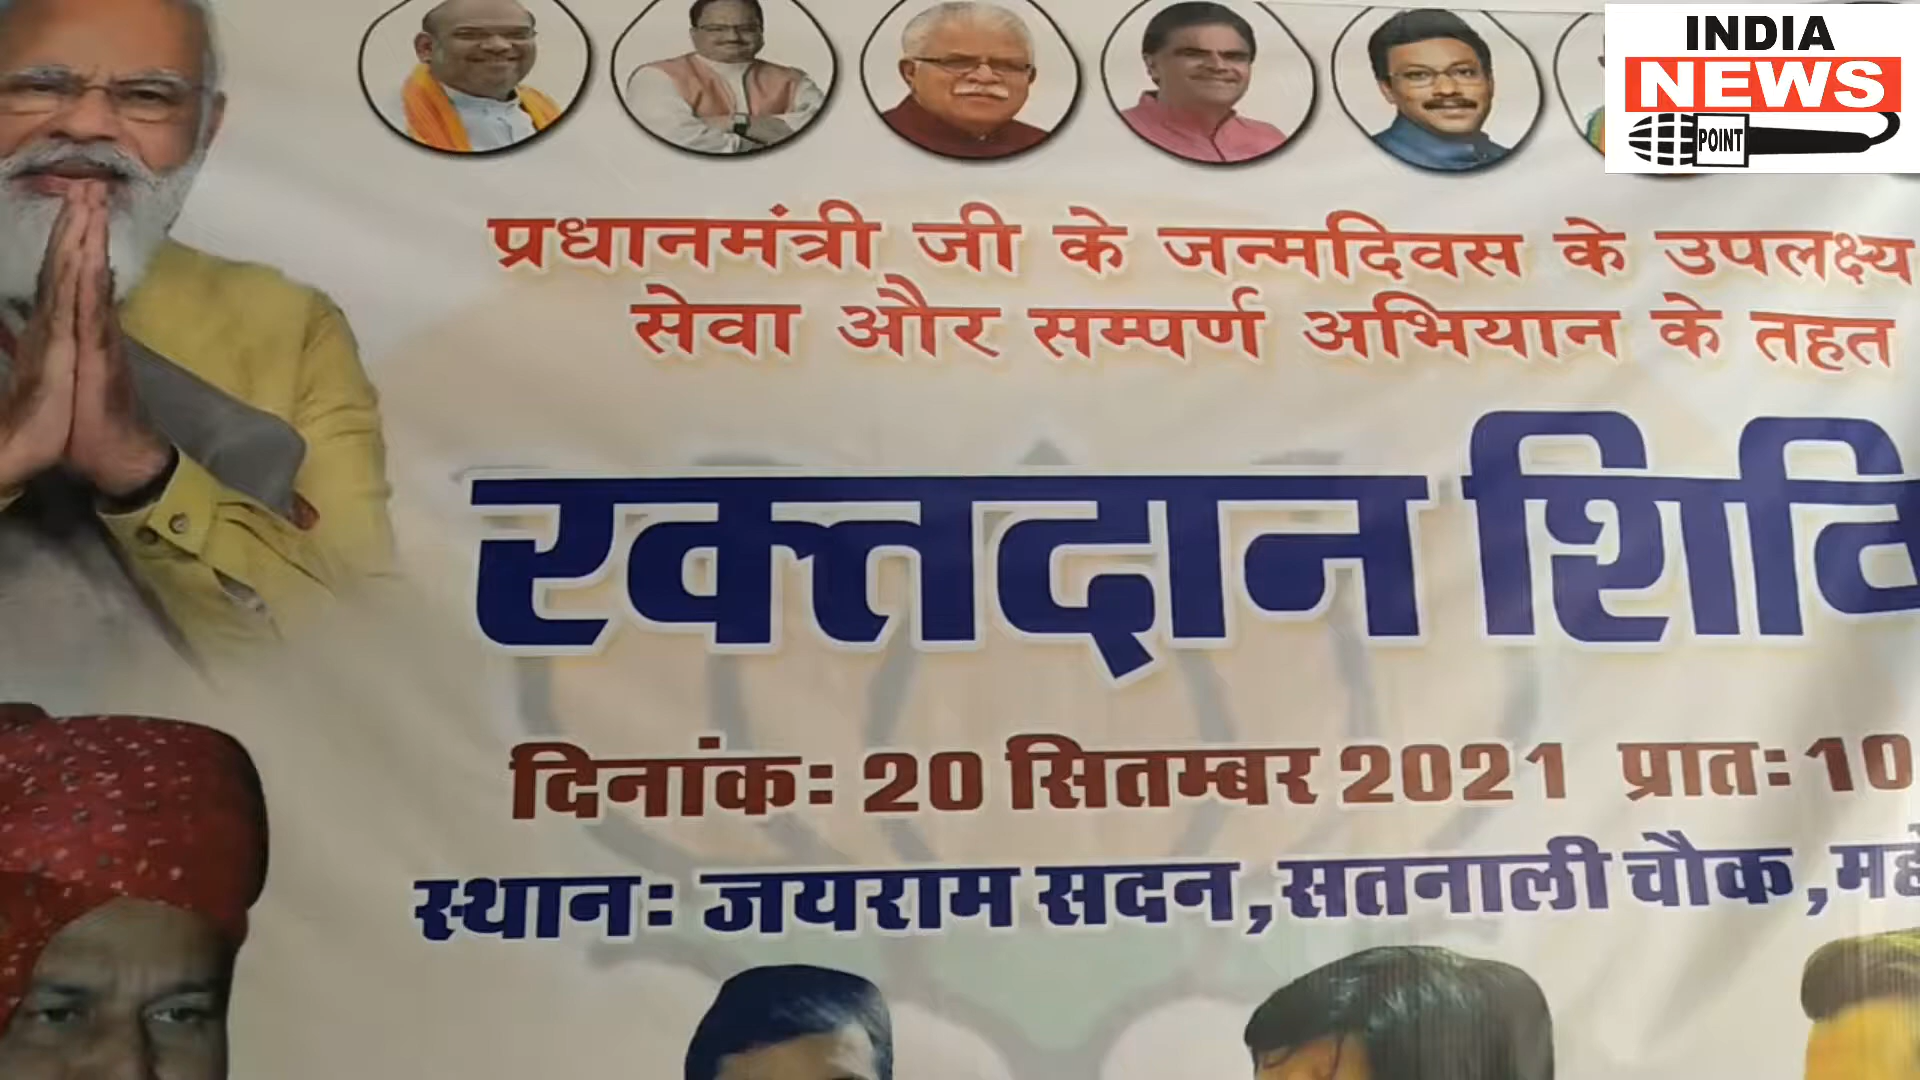 INDIA
NEWS
POINT
प्रधानमंत्री जी के जन्मदिवस के उपलक्ष्य
सेवा और सम्पर्ण अभियान के तहत
रक्तदान
दिनांक: 20 सितम्बर 2021 प्रात: 10
स्थान: जयराम सदन, सतनाली चौक,